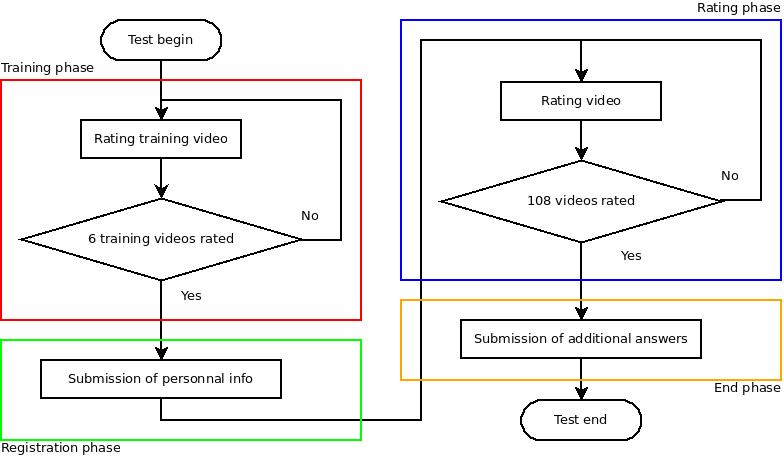 Test begin
Training phase
Rating training video
No
6 training videos rated
Yes
Submission of personnal info
Registration phase
Rating phase
Rating video
No
108 videos rated
Yes
Submission of additional answers
End phase
Test end